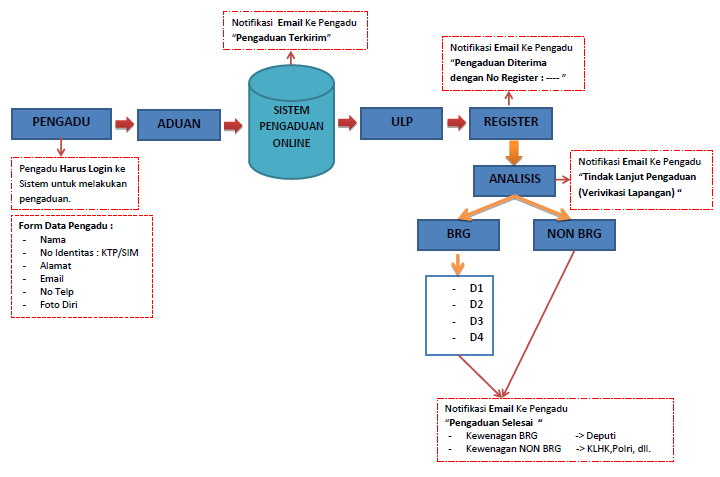 Notifikasi Email Ke Pengadu
“Pengaduan Terkirim”
Notifikasi Email Ke Pengadu
“Pengaduan Diterima
dengan No Register : ---- ”
PENGADU
ADUAN
SISTEM
PENGADUAN
ONLINE
ULP
REGISTER
Pengadu Harus Login ke
Sistem untuk melakukan
pengaduan.
ANALISIS
Notifikasi Email Ke Pengadu
“Tindak Lanjut Pengaduan
(Verivikasi Lapangan) “
Form Data Pengadu :
- Nama
- No Identitas : KTP/SIM
- Alamat
- Email
- No Telp
- Foto Diri
BRG
NON BRG
- D1
- D2
- D3
- D4
Notifikasi Email Ke Pengadu
“Pengaduan Selesai “
- Kewenagan BRG -> Deputi
- Kewenagan NON BRG -> KLHK,Polri, dll.